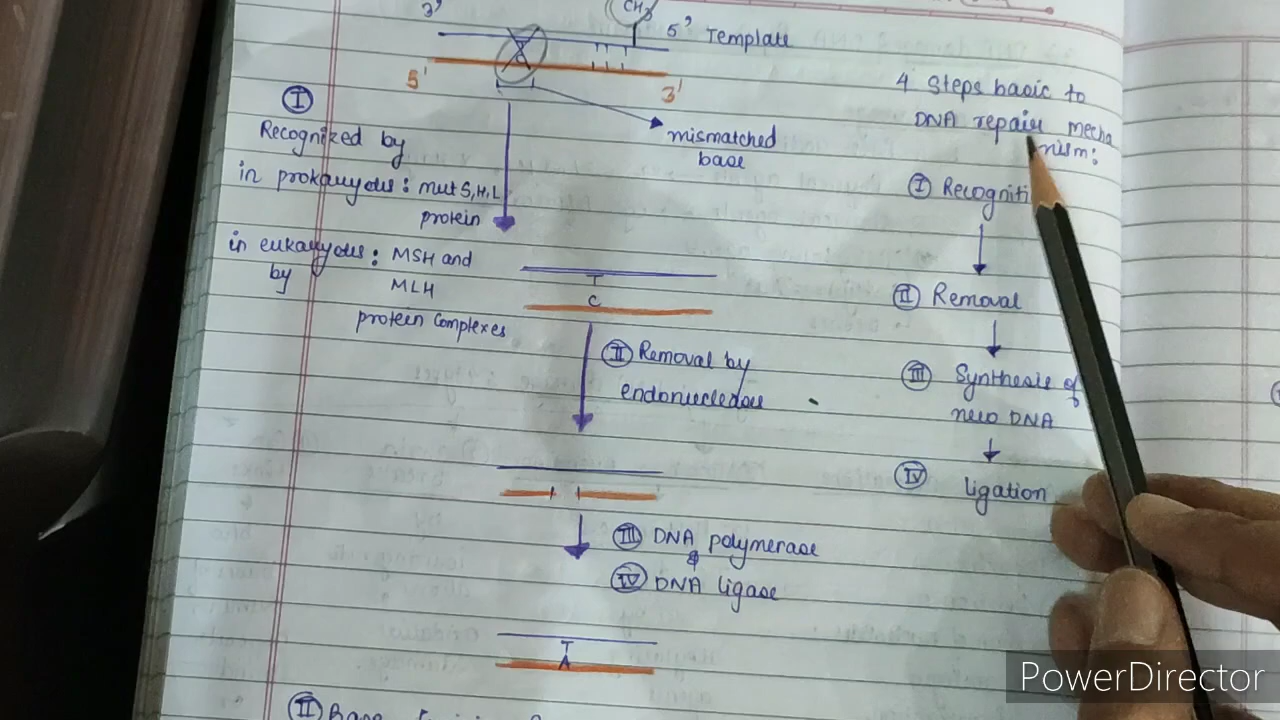 CH3
3'
5' Template
5'
3'
mismatched
base
I
Recognized by
in prokaryotes : mut S, H, L
protein
in eukaryotes : MSH and
by
MLH
protein complexes
T
C
II Removal by
endonuclease
III DNA polymerase
&
IV DNA ligase
T
A
II Base
4 Steps basic to
DNA repair mecha
nism:
I Recogniti
II Removal
III Synthesis of
new DNA
IV ligation
PowerDirector